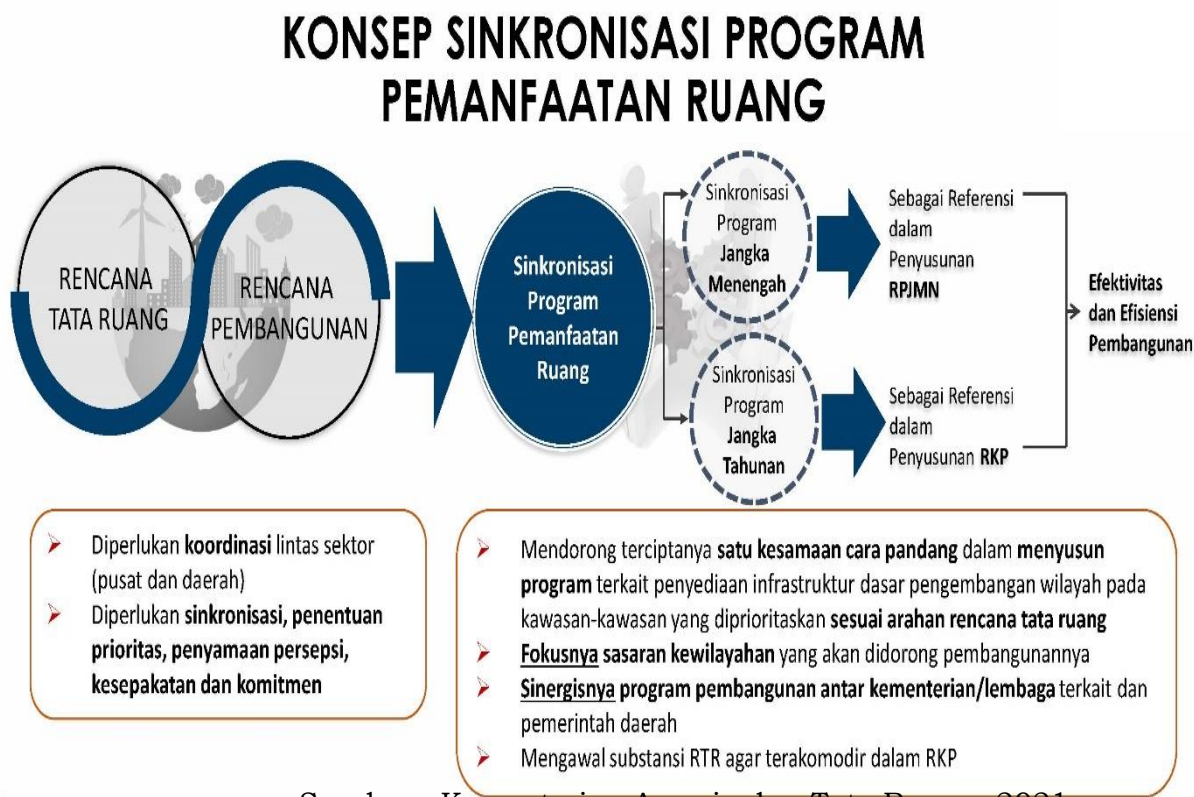 KONSEP SINKRONISASI PROGRAM
PEMANFAATAN RUANG
RENCANA
TATA RUANG
RENCANA
PEMBANGUNAN
Sinkronisasi
Program
Pemanfaatan
Ruang
Sinkronisasi
Program
Jangka
Menengah
Sebagai Referensi
dalam
Penyusunan
RPJMN
Sinkronisasi
Program
Jangka
Tahunan
Sebagai Referensi
dalam
Penyusunan RKP
Efektivitas
dan Efisiensi
Pembangunan
➤ Diperlukan koordinasi lintas sektor
(pusat dan daerah)
➤ Diperlukan sinkronisasi, penentuan
prioritas, penyamaan persepsi,
kesepakatan dan komitmen
➤ Mendorong terciptanya satu kesamaan cara pandang dalam menyusun
program terkait penyediaan infrastruktur dasar pengembangan wilayah pada
kawasan-kawasan yang diprioritaskan sesuai arahan rencana tata ruang
➤ Fokusnya sasaran kewilayahan yang akan didorong pembangunannya
➤ Sinergisnya program pembangunan antar kementerian/lembaga terkait dan
pemerintah daerah
➤ Mengawal substansi RTR agar terakomodir dalam RKP